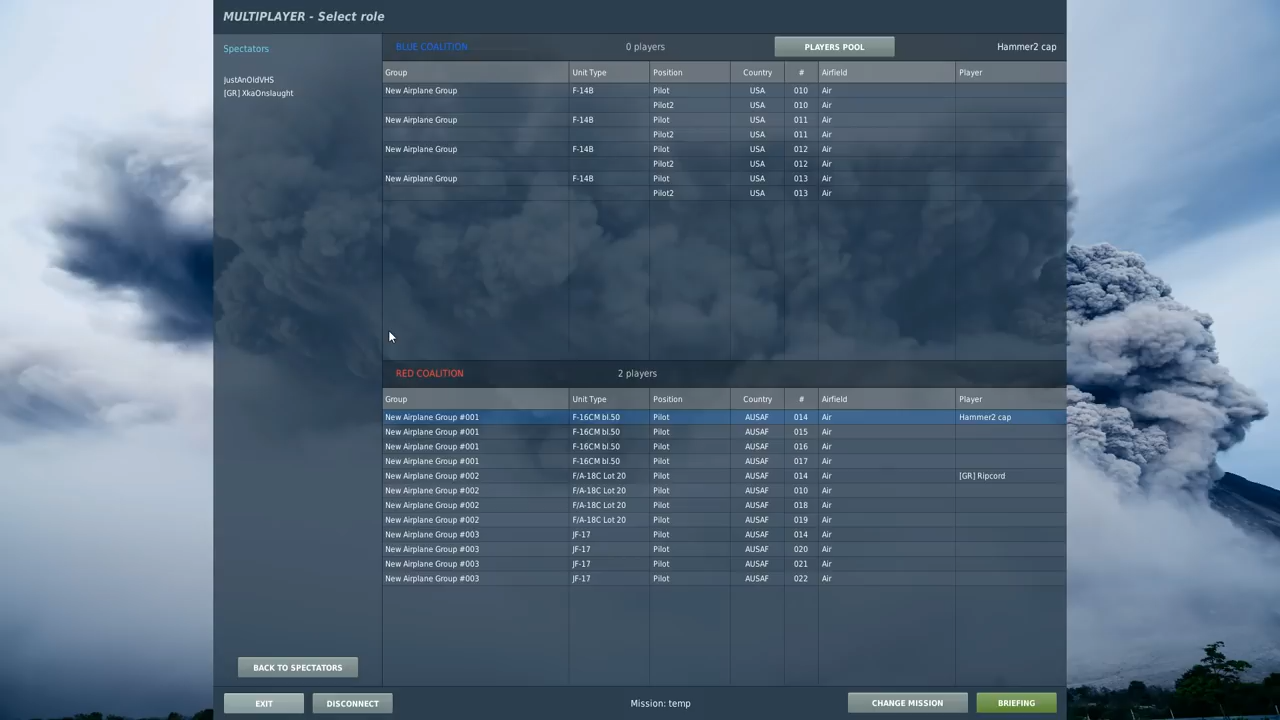 MULTIPLAYER - Select role
Spectators
justAnOldVHS
[GR] XkaOnslaught
BLUE COALITION 0 players PLAYERS POOL Hammer2 cap
Group Unit Type Position Country # Airfield Player
New Airplane Group F-14B Pilot USA 010 Air
Pilot2 USA 010 Air
New Airplane Group F-14B Pilot USA 011 Air
Pilot2 USA 011 Air
New Airplane Group F-14B Pilot USA 012 Air
Pilot2 USA 012 Air
New Airplane Group F-14B Pilot USA 013 Air
Pilot2 USA 013 Air
RED COALITION 2 players
Group Unit Type Position Country # Airfield Player
New Airplane Group #001 F-16CM bl.50 Pilot AUSAF 014 Air Hammer2 cap
New Airplane Group #001 F-16CM bl.50 Pilot AUSAF 015 Air
New Airplane Group #001 F-16CM bl.50 Pilot AUSAF 016 Air
New Airplane Group #001 F-16CM bl.50 Pilot AUSAF 017 Air
New Airplane Group #002 F/A-18C Lot 20 Pilot AUSAF 014 Air [GR] Ripcord
New Airplane Group #002 F/A-18C Lot 20 Pilot AUSAF 010 Air
New Airplane Group #002 F/A-18C Lot 20 Pilot AUSAF 018 Air
New Airplane Group #002 F/A-18C Lot 20 Pilot AUSAF 019 Air
New Airplane Group #003 JF-17 Pilot AUSAF 014 Air
New Airplane Group #003 JF-17 Pilot AUSAF 020 Air
New Airplane Group #003 JF-17 Pilot AUSAF 021 Air
New Airplane Group #003 JF-17 Pilot AUSAF 022 Air
BACK TO SPECTATORS
EXIT DISCONNECT Mission: temp CHANGE MISSION BRIEFING